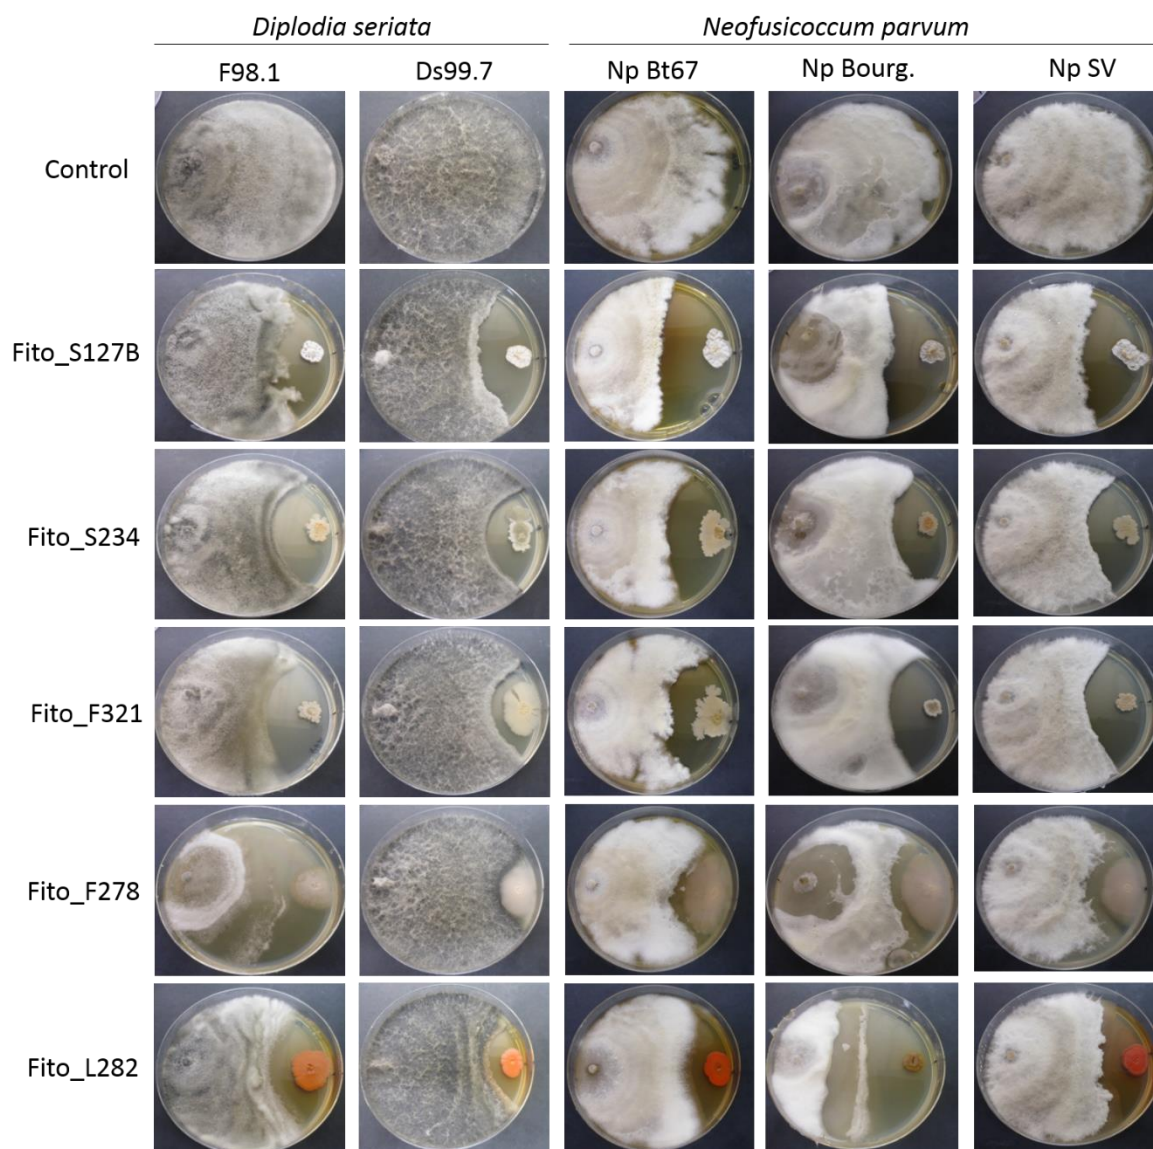 Diplodia seriata Neofusicoccum parvum
F98.1 Ds99.7 Np Bt67 Np Bourg. Np SV
Control
Fito_S127B
Fito_S234
Fito_F321
Fito_F278
Fito_L282